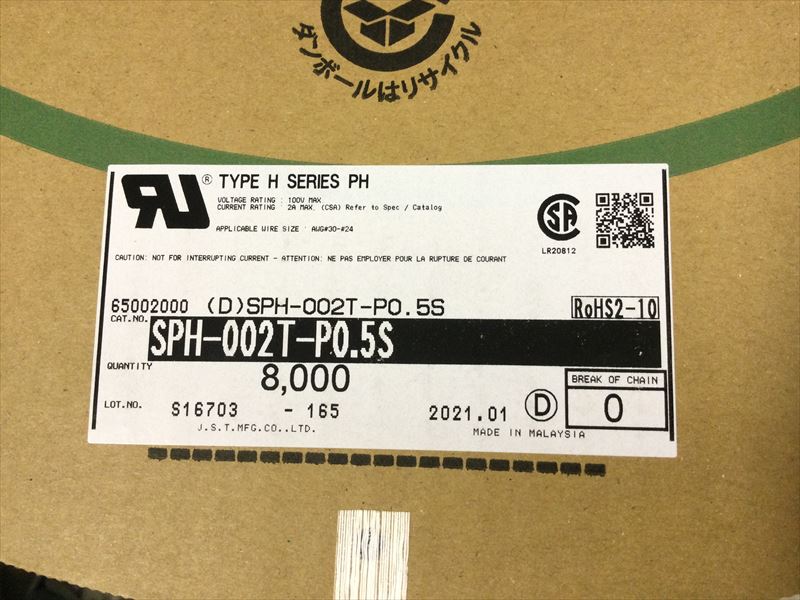 ダンボールはリサイクル
® TYPE H SERIES PH
VOLTAGE RATING : 100V MAX
CURRENT RATING : 2A MAX. (CSA) Refer to Spec / Catalog
APPLICABLE WIRE SIZE : AWG#30-#24
CSA
LR20812
CAUTION: NOT FOR INTERRUPTING CURRENT - ATTENTION: NE PAS EMPLOYER POUR LA RUPTURE DE COURANT
65002000 (D)SPH-002T-P0.5S RoHS2-10
CAT.NO. SPH-002T-P0.5S
QUANTITY 8,000
BREAK OF CHAIN
0
LOT.NO. S16703 - 165 2021.01 D
J.S.T.MFG.CO.,LTD. MADE IN MALAYSIA